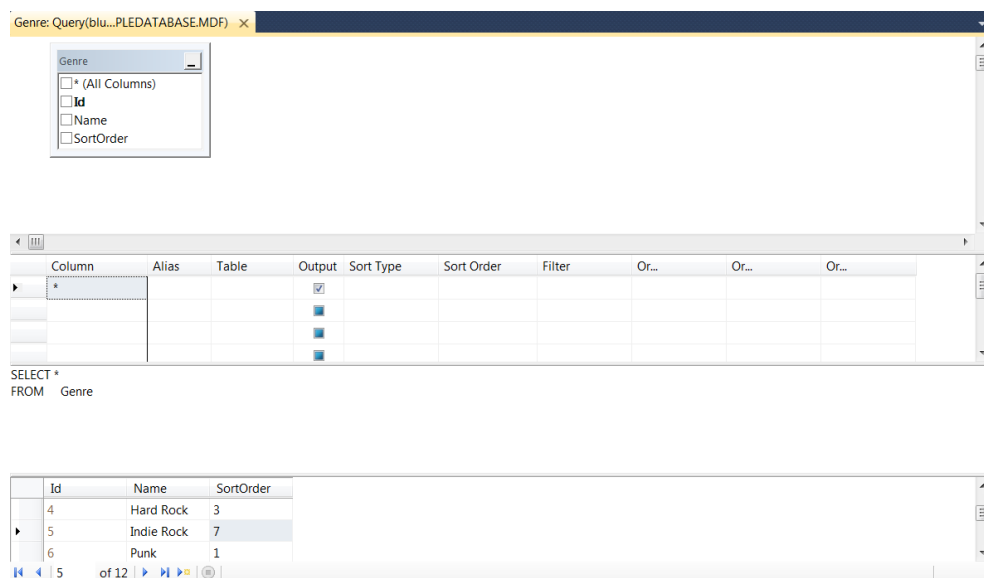 Genre: Query(blu...PLEDATABASE.MDF)
Genre
* (All Columns)
Id
Name
SortOrder
Column Alias Table Output Sort Type Sort Order Filter Or... Or... Or...
*
SELECT *
FROM Genre
Id Name SortOrder
4 Hard Rock 3
5 Indie Rock 7
6 Punk 1
5 of 12